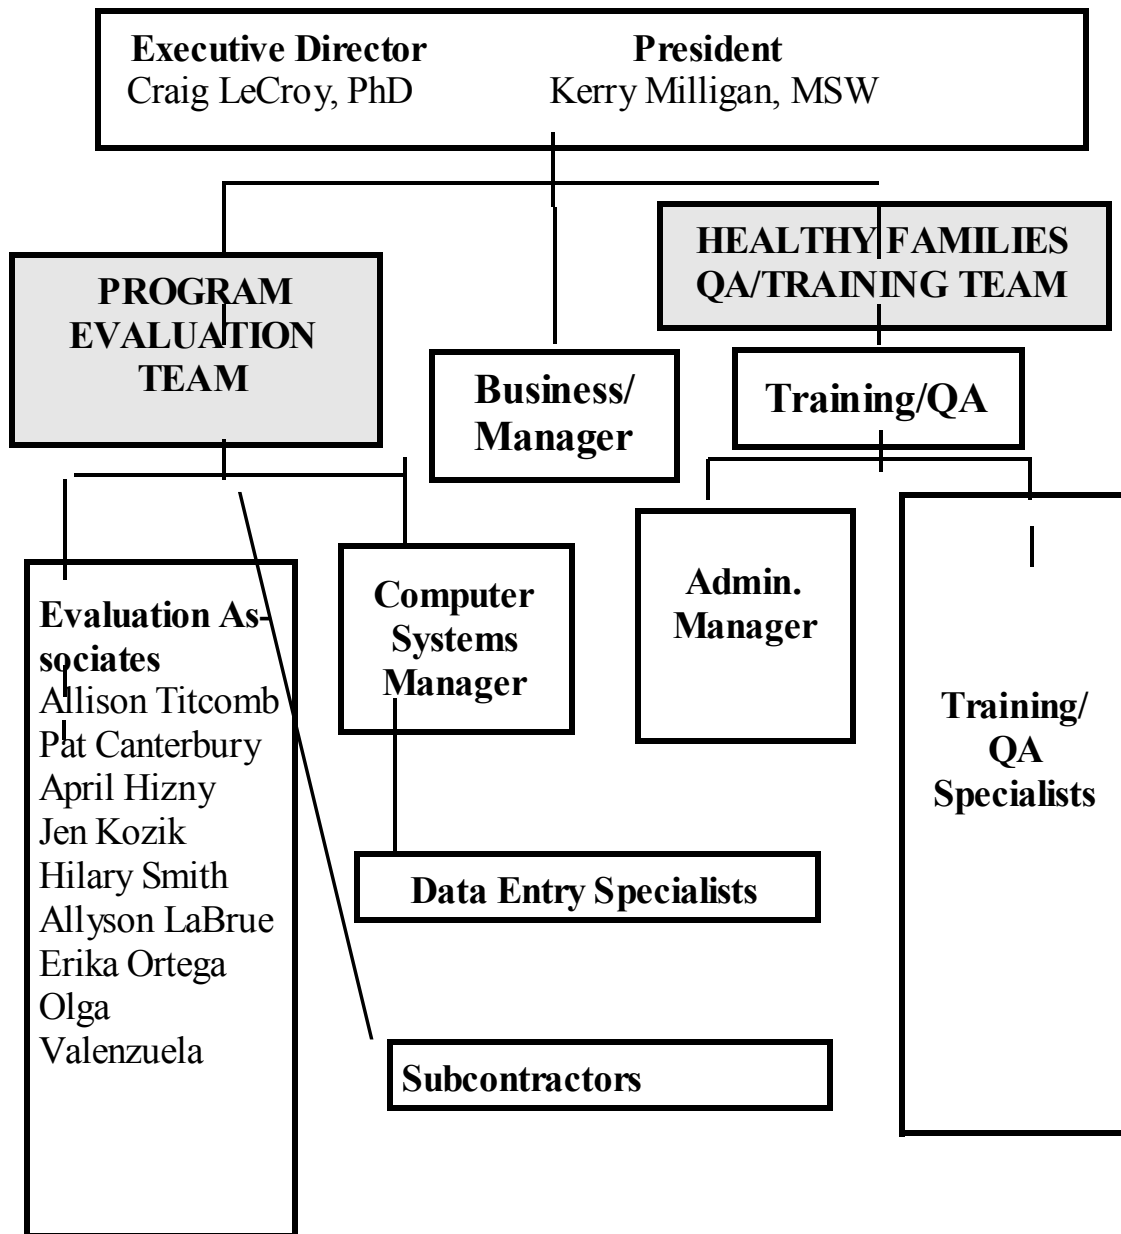 Executive Director President
Craig LeCroy, PhD Kerry Milligan, MSW
HEALTHY FAMILIES
QA/TRAINING TEAM
PROGRAM
EVALUATION
TEAM
Business/
Manager
Training/QA
Evaluation As-
sociates
Allison Titcomb
Pat Canterbury
April Hizny
Jen Kozik
Hilary Smith
Allyson LaBrue
Erika Ortega
Olga
Valenzuela
Computer
Systems
Manager
Admin.
Manager
Training/
QA
Specialists
Data Entry Specialists
Subcontractors